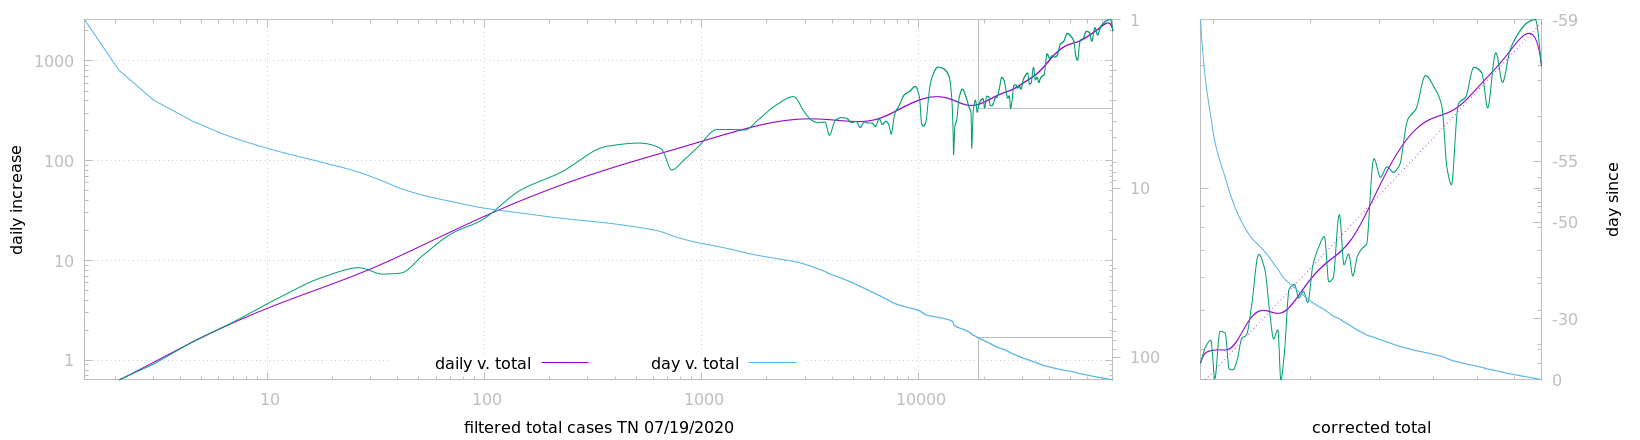 1000
100
10
1
daily increase
daily v. total
day v. total
10
100
1000
10000
filtered total cases TN 07/19/2020
1
10
100
-59
-55
-50
-30
0
day since
corrected total